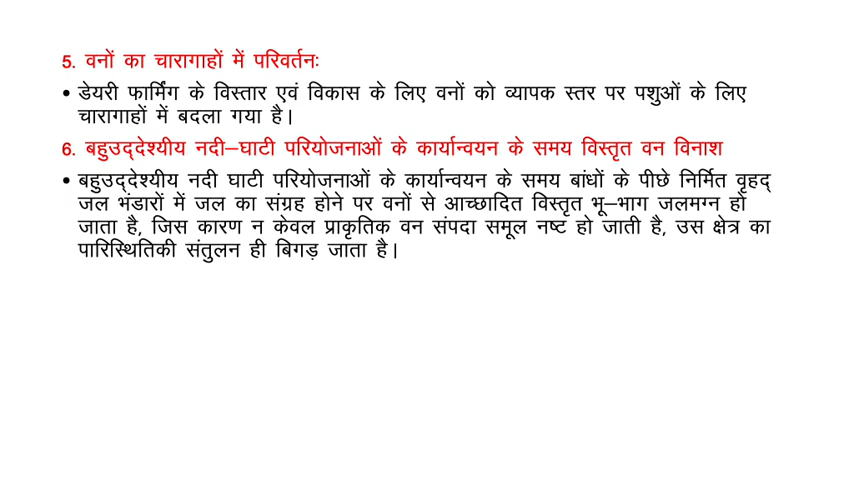 5. वनों का चारागाहों में परिवर्तनः
• डेयरी फार्मिंग के विस्तार एवं विकास के लिए वनों को व्यापक स्तर पर पशुओं के लिए
चारागाहों में बदला गया है।
6. बहुउद्देश्यीय नदी–घाटी परियोजनाओं के कार्यान्वयन के समय विस्तृत वन विनाश
• बहुउद्देश्यीय नदी घाटी परियोजनाओं के कार्यान्वयन के समय बांधों के पीछे निर्मित वृहद्
जल भंडारों में जल का संग्रह होने पर वनों से आच्छादित विस्तृत भू–भाग जलमग्न हो
जाता है, जिस कारण न केवल प्राकृतिक वन संपदा समूल नष्ट हो जाती है, उस क्षेत्र का
पारिस्थितिकी संतुलन ही बिगड़ जाता है।